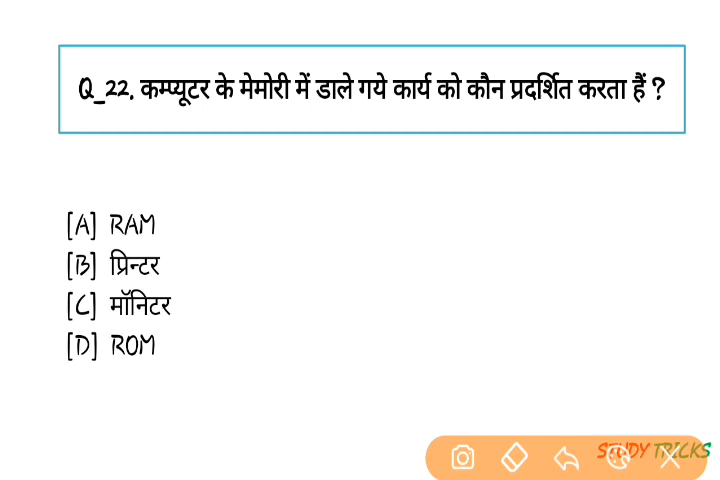 Q_22. कम्प्यूटर के मेमोरी में डाले गये कार्य को कौन प्रदर्शित करता हैं ?
[A] RAM
[B] प्रिन्टर
[C] मॉनिटर
[D] ROM
STUDY TRICKS